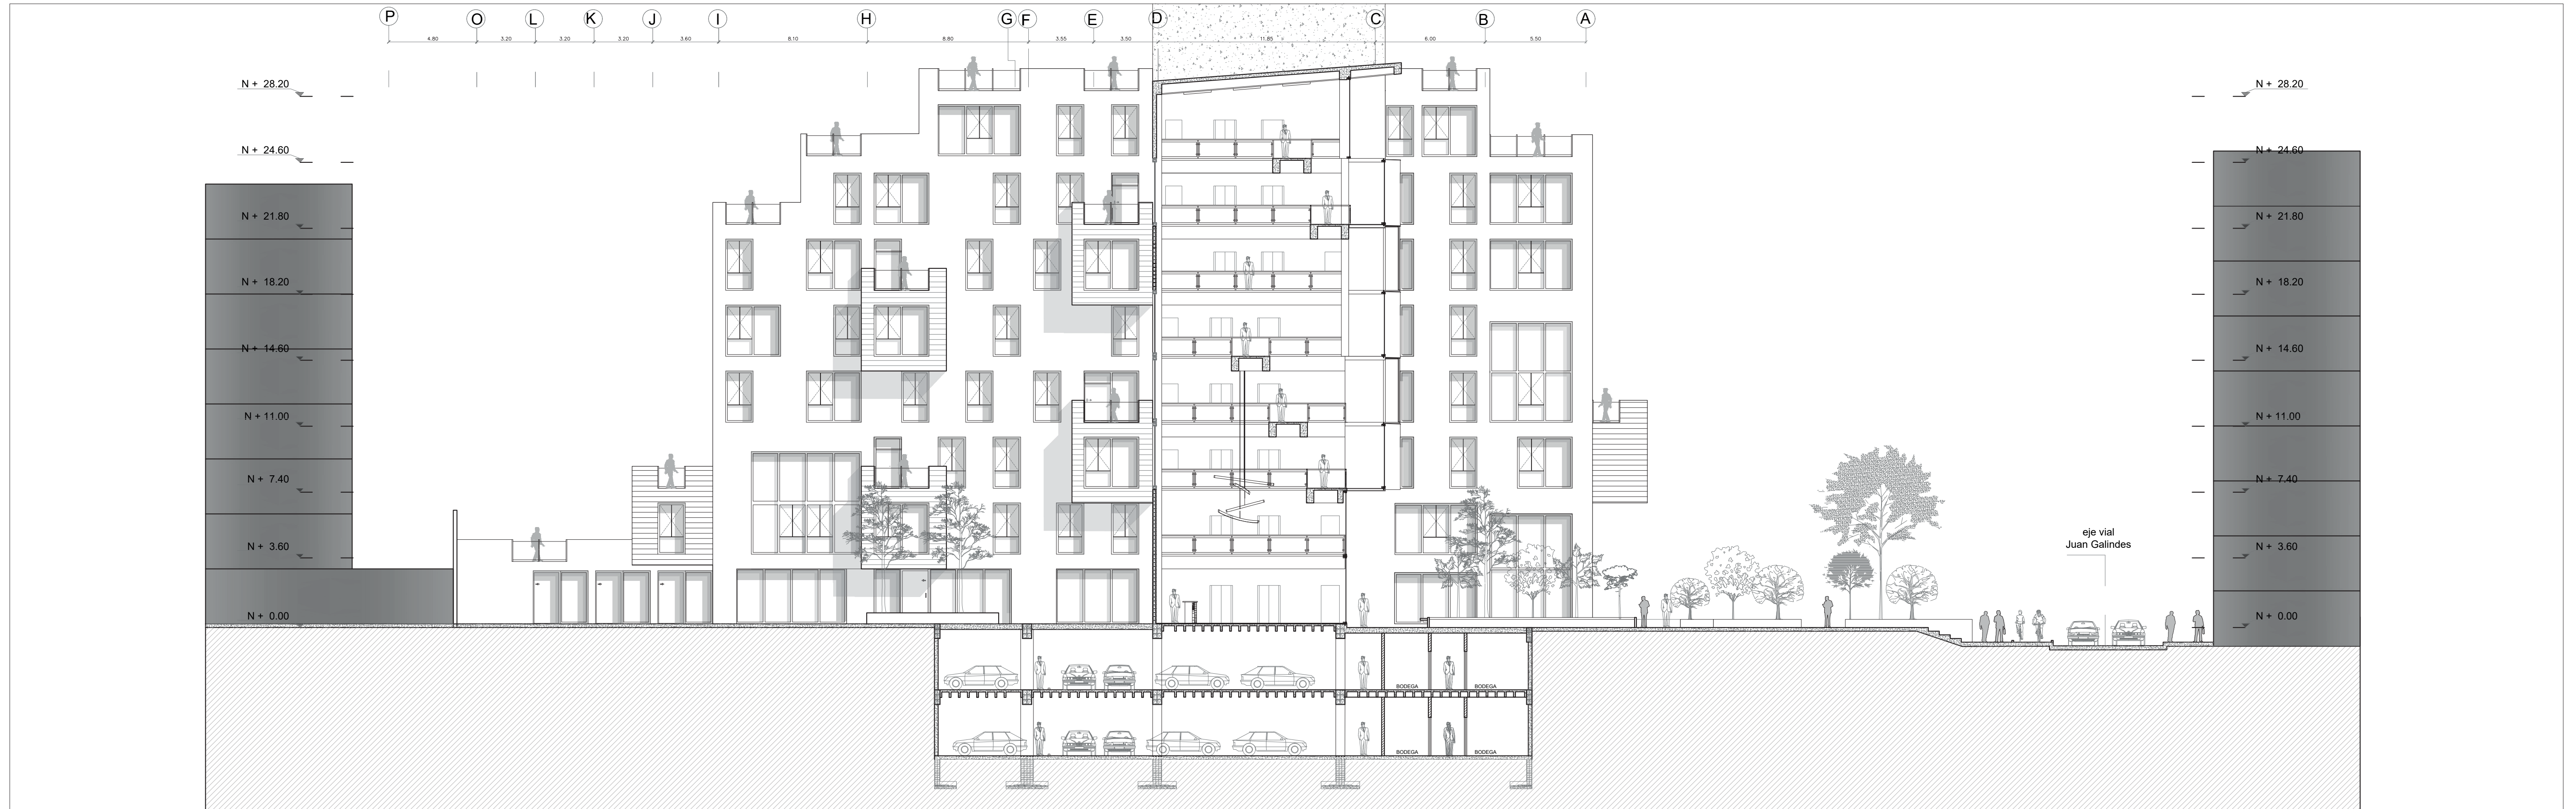 P O L K J I H G F E D C B A
4.80 3.20 3.20 3.20 3.60 8.10 8.80 3.55 3.50 11.85 6.00 5.50
N + 28.20
N + 24.60
N + 21.80
N + 18.20
N + 14.60
N + 11.00
N + 7.40
N + 3.60
N + 0.00
N + 28.20
N + 24.60
N + 21.80
N + 18.20
N + 14.60
N + 11.00
N + 7.40
N + 3.60
N + 0.00
eje vial
Juan Galindes
BODEGA BODEGA
BODEGA BODEGA